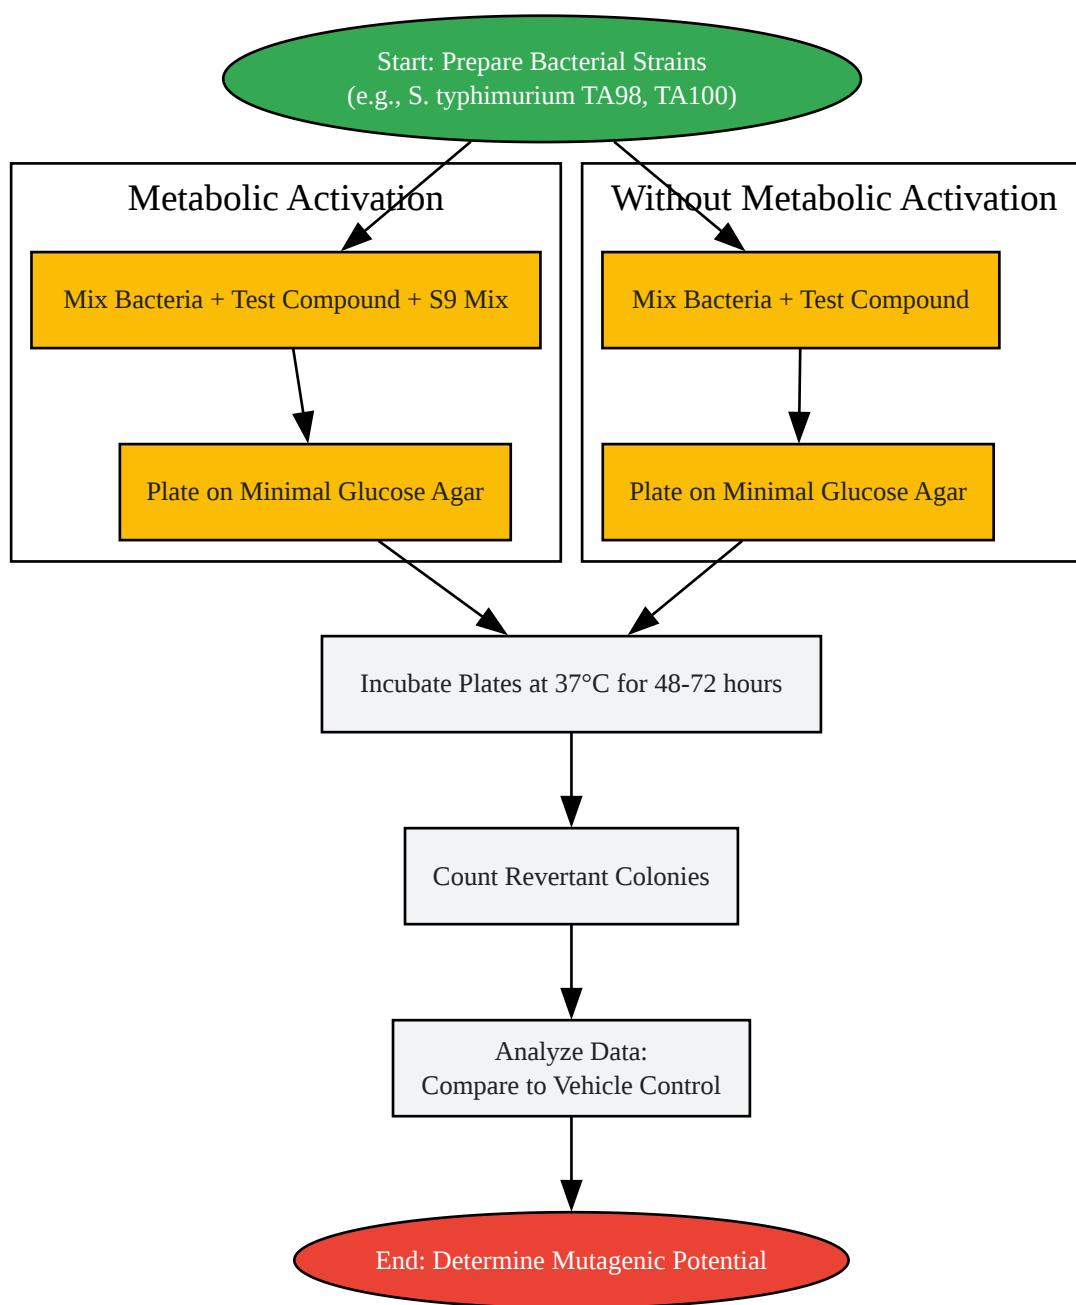 Start: Prepare Bacterial Strains
(e.g., S. typhimurium TA98, TA100)
Metabolic Activation
Mix Bacteria + Test Compound + S9 Mix
Plate on Minimal Glucose Agar
Without Metabolic Activation
Mix Bacteria + Test Compound
Plate on Minimal Glucose Agar
Incubate Plates at 37°C for 48-72 hours
Count Revertant Colonies
Analyze Data:
Compare to Vehicle Control
End: Determine Mutagenic Potential